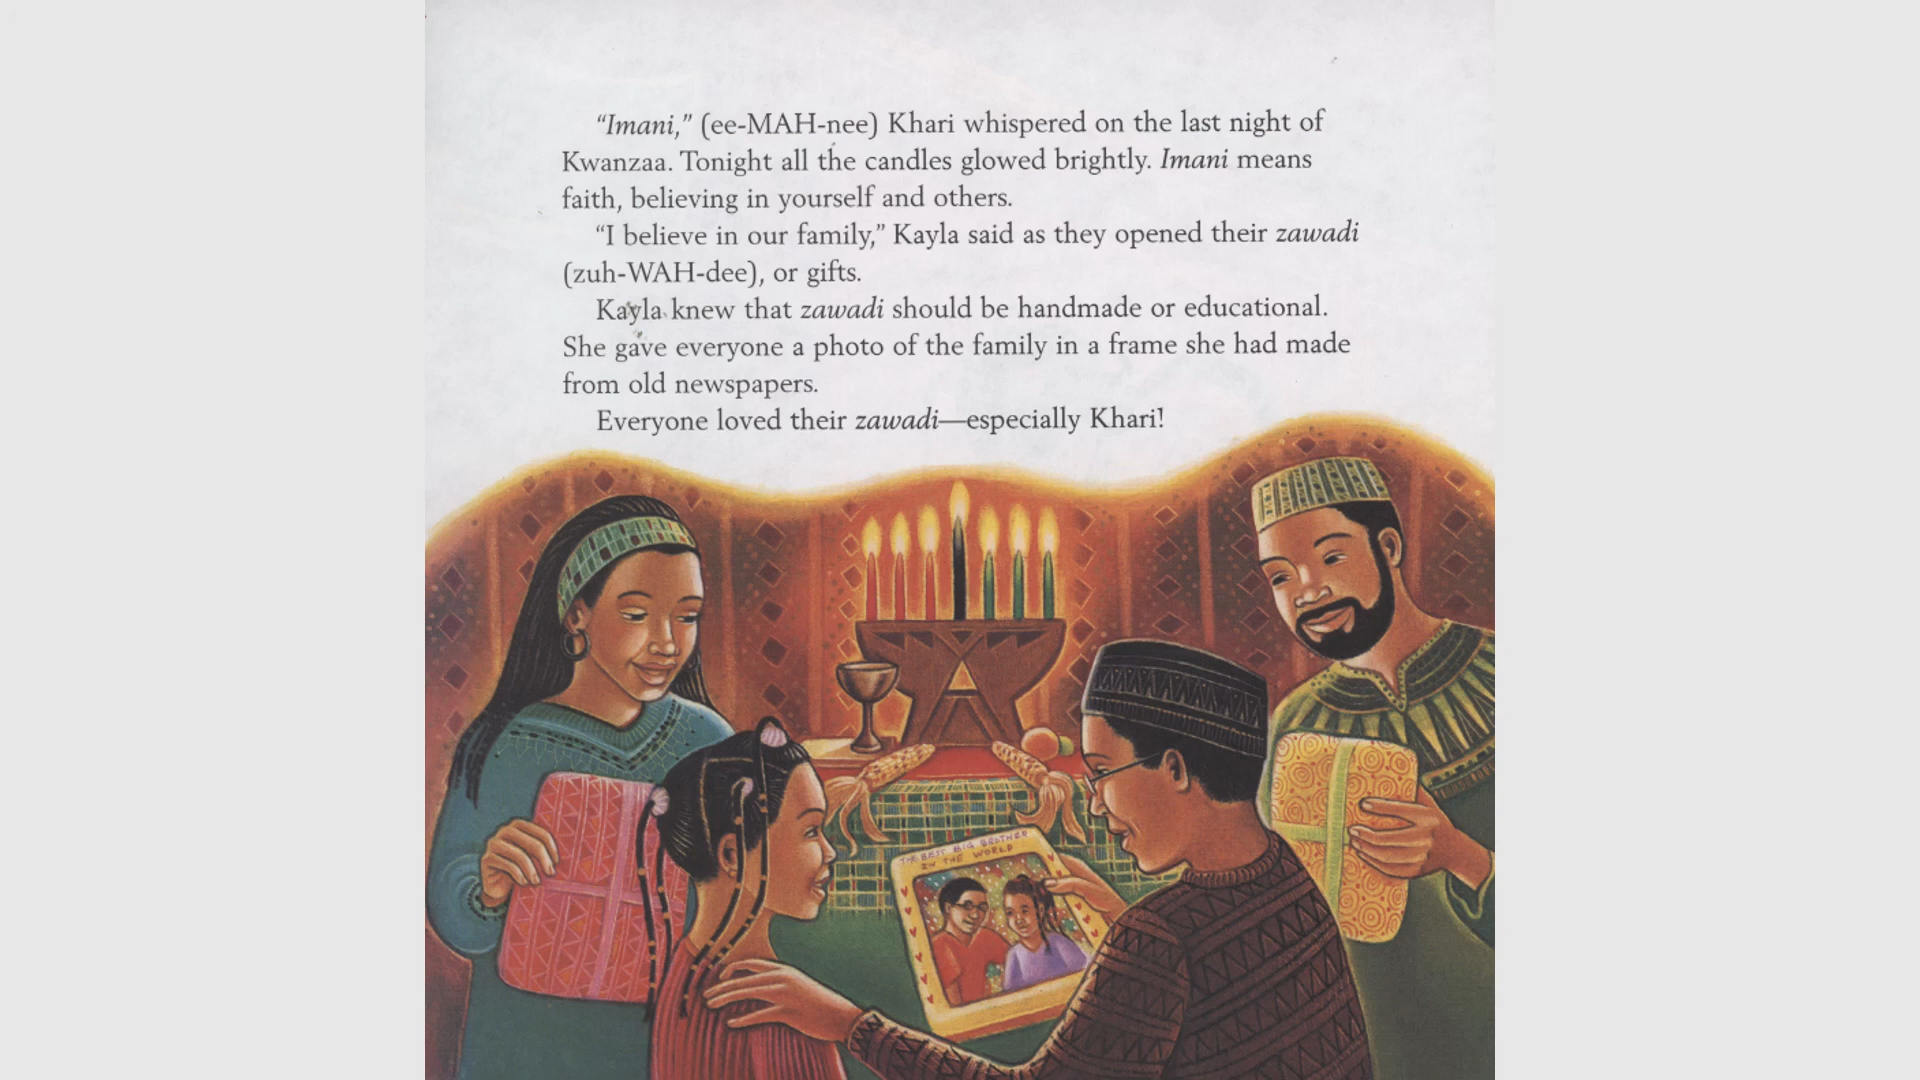 “Imani,” (ee-MAH-nee) Khari whispered on the last night of
Kwanzaa. Tonight all the candles glowed brightly. Imani means
faith, believing in yourself and others.
“I believe in our family,” Kayla said as they opened their zawadi
(zuh-WAH-dee), or gifts.
Kayla knew that zawadi should be handmade or educational.
She gave everyone a photo of the family in a frame she had made
from old newspapers.
Everyone loved their zawadi—especially Khari!
THE BEST BIG BROTHER
IN THE WORLD